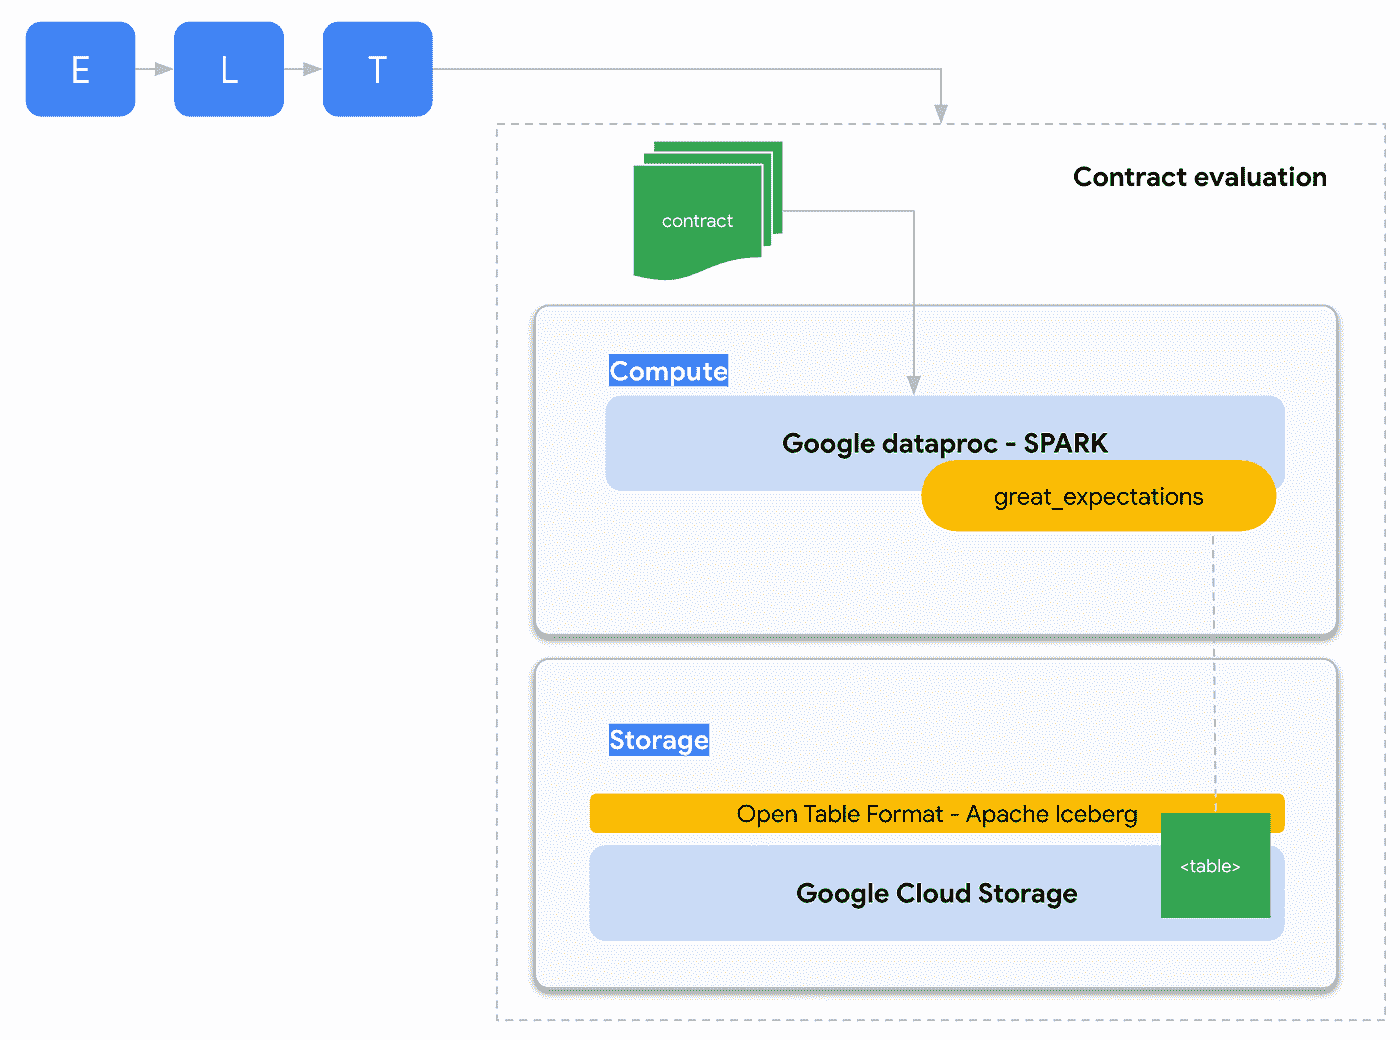 E
L
T
Contract evaluation
contract
Compute
Google dataproc - SPARK
great_expectations
Storage
Open Table Format - Apache Iceberg
<table>
Google Cloud Storage